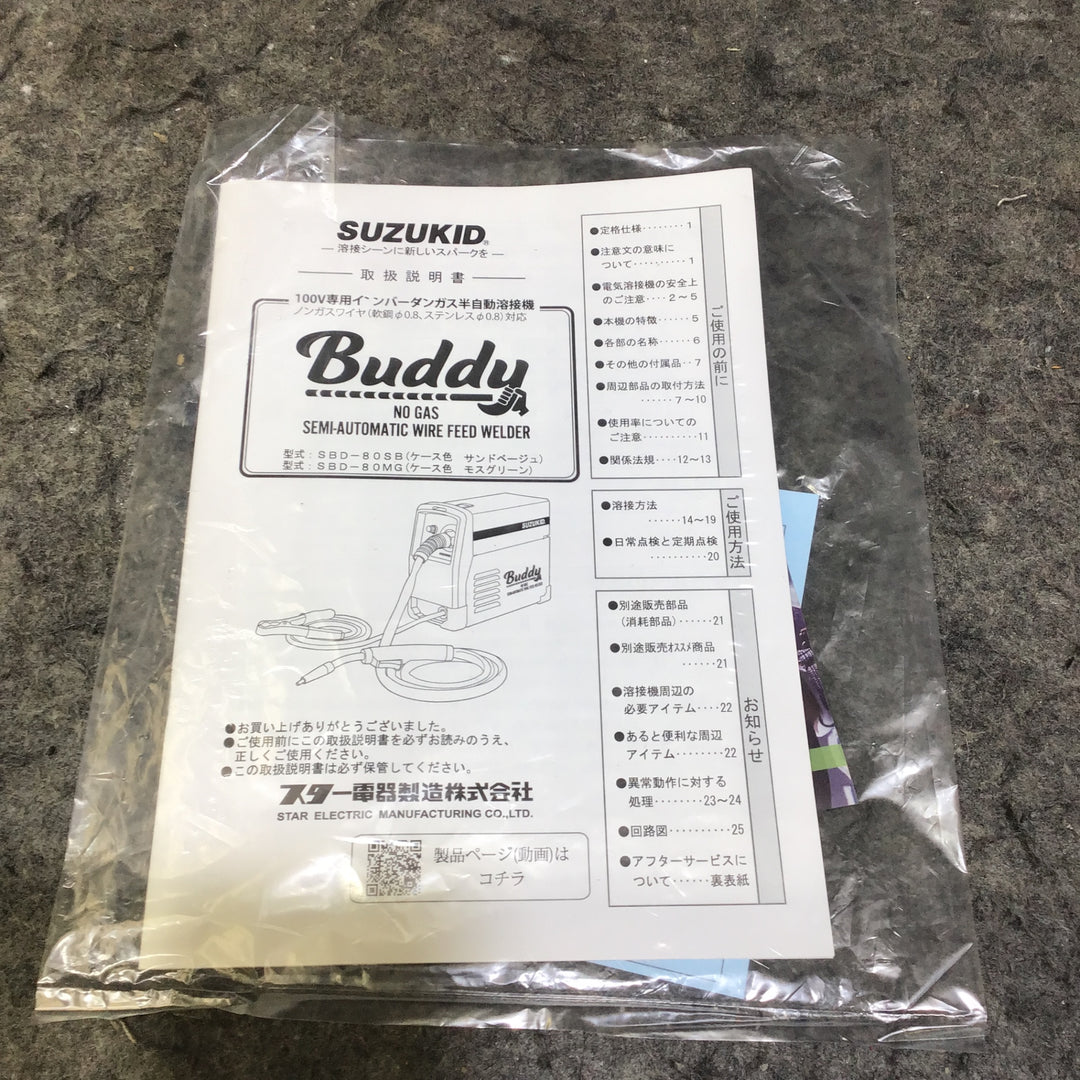 SUZUKID®
― 溶接シーンに新しいスパークを ―
取扱説明書
100V専用インバーダンガス半自動溶接機
ノンガスワイヤ(軟鋼φ0.8、ステンレスφ0.8)対応
Buddy
NO GAS
SEMI-AUTOMATIC WIRE FEED WELDER
型式：SBD-80SB(ケース色 サンドベージュ)
型式：SBD-80MG(ケース色 モスグリーン)
SUZUKID
Buddy
●お買い上げありがとうございました。
●ご使用前にこの取扱説明書を必ずお読みのうえ、
正しくご使用ください。
●この取扱説明書は必ず保管してください。
スター電器製造株式会社
STAR ELECTRIC MANUFACTURING CO.,LTD.
製品ページ(動画)は
コチラ
ご使用の前に
●定格仕様········1
●注意文の意味に
ついて··········1
●電気溶接機の安全上
のご注意····2～5
●本機の特徴······5
●各部の名称······6
●その他の付属品··7
●周辺部品の取付方法
······7～10
●使用率についての
ご注意··········11
●関係法規····12～13
ご使用方法
●溶接方法
······14～19
●日常点検と定期点検
··········20
お知らせ
●別途販売部品
(消耗部品)······21
●別途販売オススメ商品
······21
●溶接機周辺の
必要アイテム····22
●あると便利な周辺
アイテム········22
●異常動作に対する
処理········23～24
●回路図··········25
●アフターサービスに
ついて······裏表紙